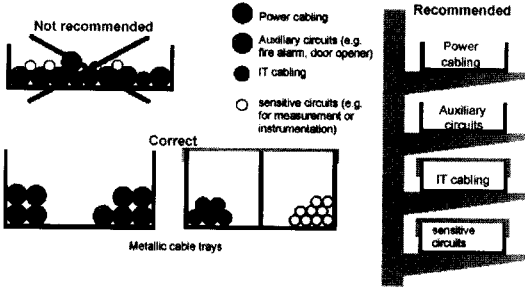 Not recommended
Power cabling
Auxiliary circuits (e.g.
fire alarm, door opener)
IT cabling
sensitive circuits (e.g.
for measurement or
instrumentation)
Correct
Metallic cable trays
Recommended
Power
cabling
Auxiliary
circuits
IT cabling
sensitive
circuits